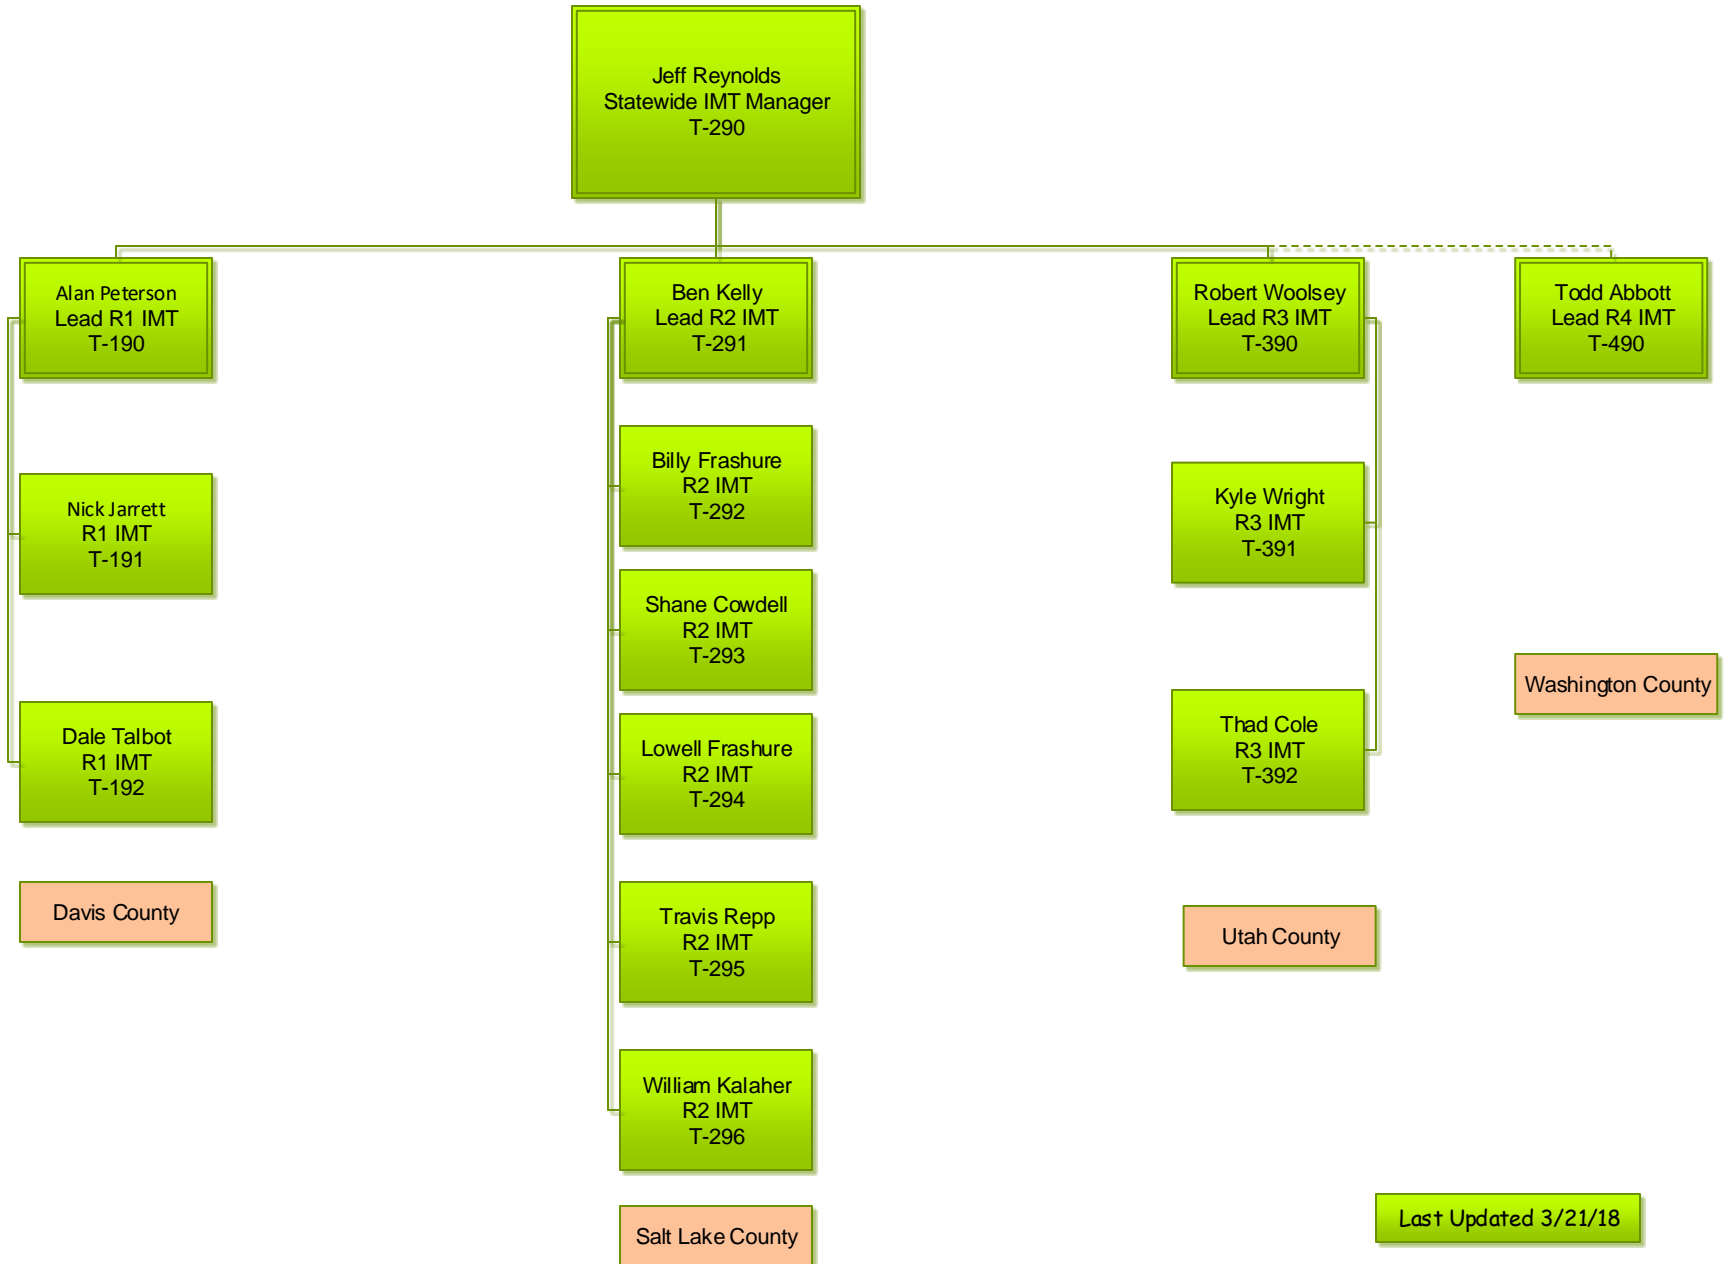 Jeff Reynolds
Statewide IMT Manager
T-290
Alan Peterson
Lead R1 IMT
T-190
Ben Kelly
Lead R2 IMT
T-291
Robert Woolsey
Lead R3 IMT
T-390
Todd Abbott
Lead R4 IMT
T-490
Nick Jarrett
R1 IMT
T-191
Dale Talbot
R1 IMT
T-192
Davis County
Billy Frashure
R2 IMT
T-292
Shane Cowdell
R2 IMT
T-293
Lowell Frashure
R2 IMT
T-294
Travis Repp
R2 IMT
T-295
William Kalaher
R2 IMT
T-296
Salt Lake County
Kyle Wright
R3 IMT
T-391
Thad Cole
R3 IMT
T-392
Utah County
Washington County
Last Updated 3/21/18